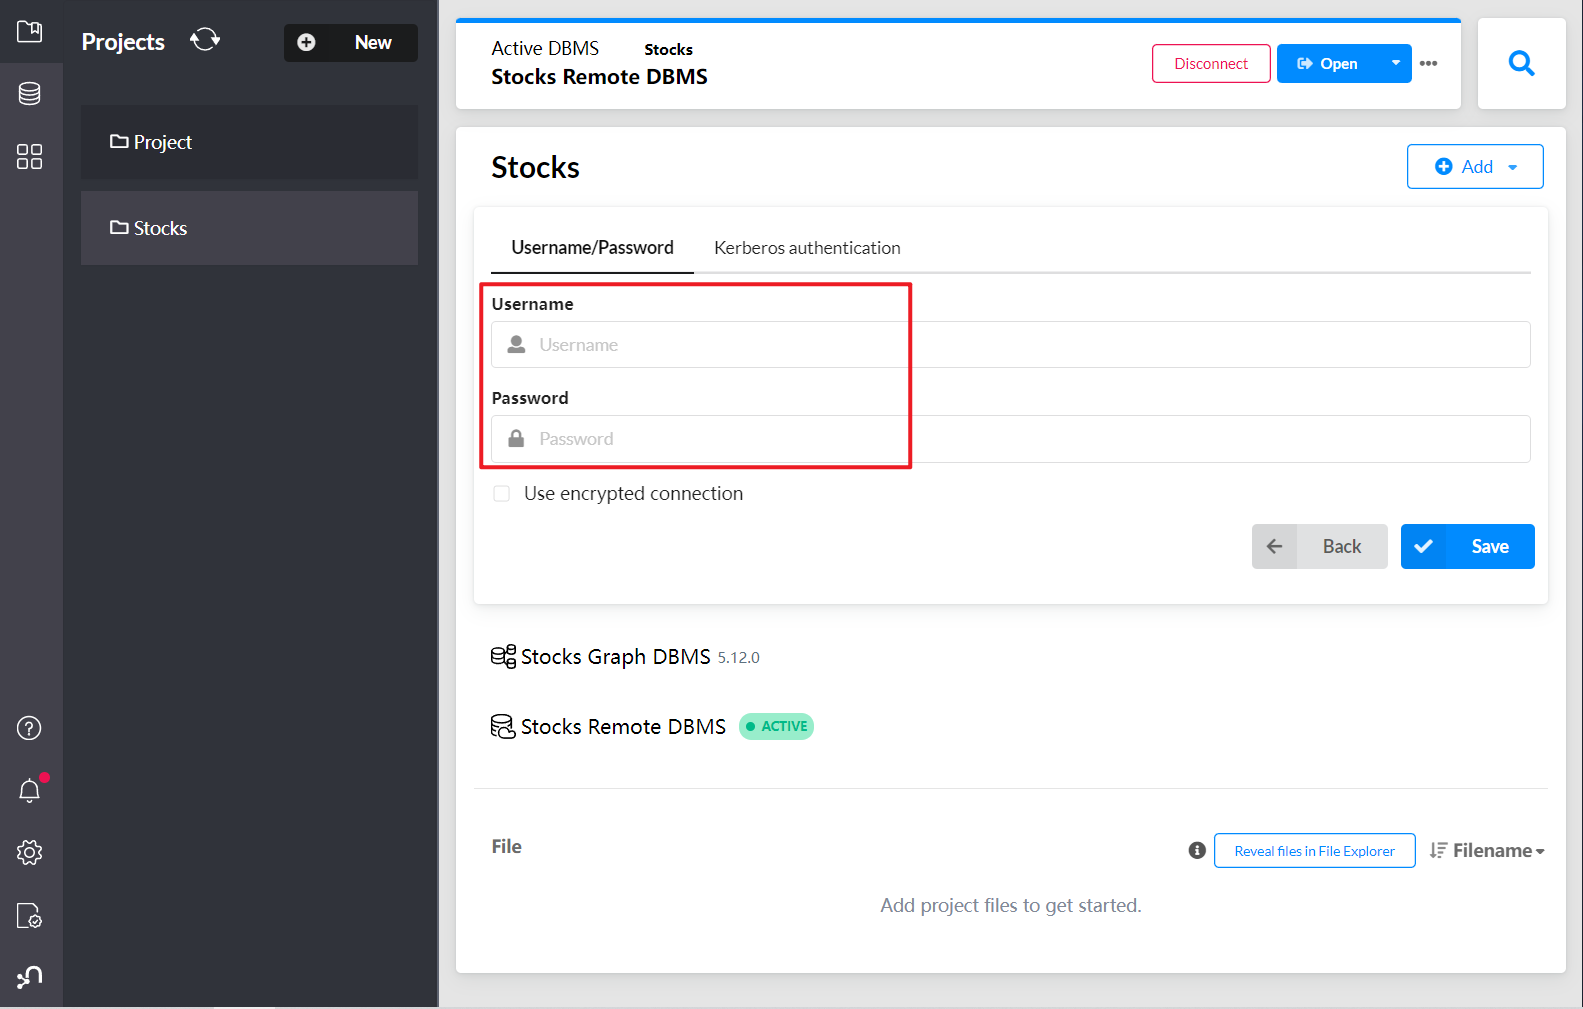 Projects
New
Project
Stocks
Active DBMS
Stocks
Stocks Remote DBMS
Disconnect
Open
Stocks
Add
Username/Password
Kerberos authentication
Username
Username
Password
Password
Use encrypted connection
Back
Save
Stocks Graph DBMS 5.12.0
Stocks Remote DBMS
ACTIVE
File
Reveal files in File Explorer
Filename
Add project files to get started.